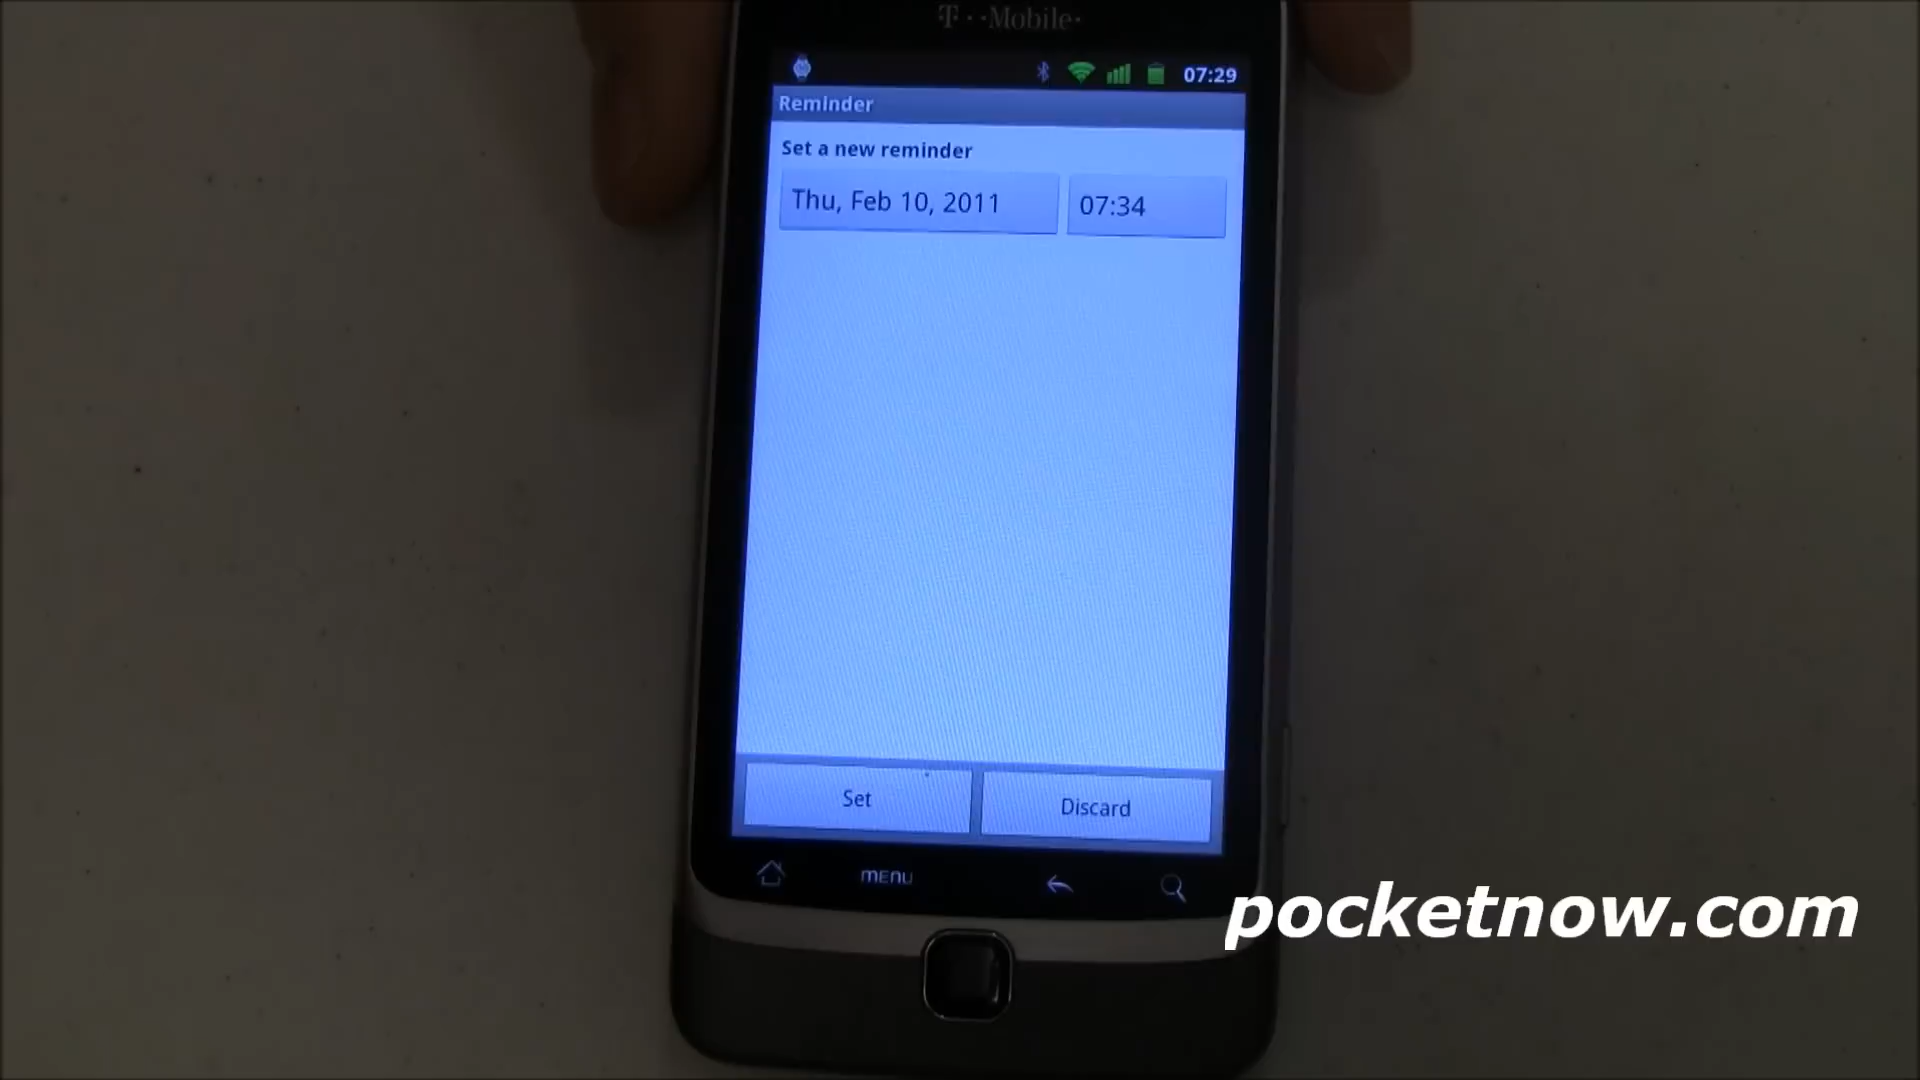 T··Mobile·
07:29
Reminder
Set a new reminder
Thu, Feb 10, 2011 07:34
Set Discard
MENU
pocketnow.com